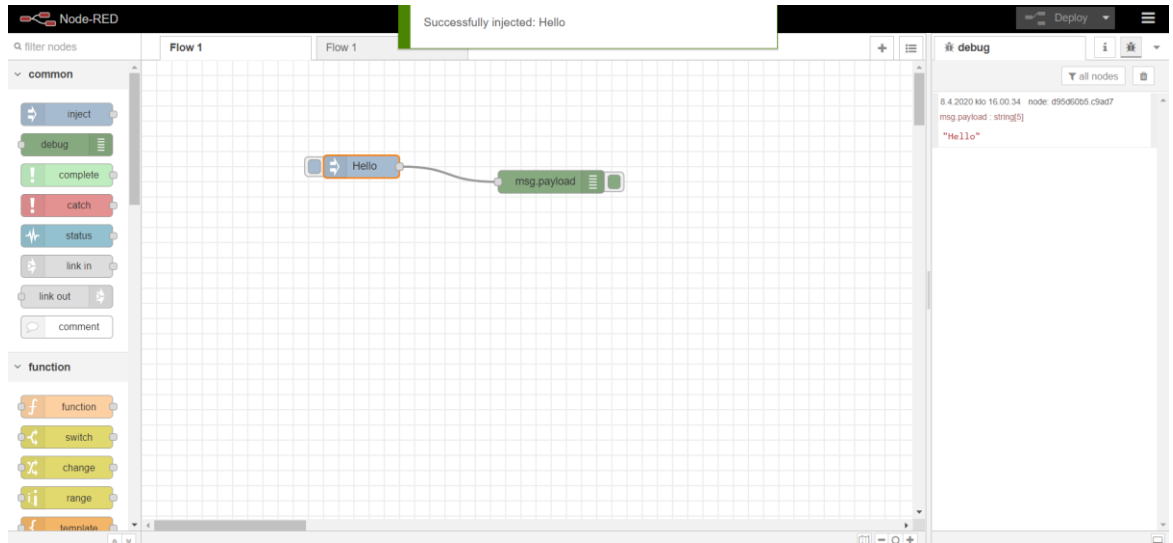 Node-RED
Successfully injected: Hello
Deploy
filter nodes
Flow 1
Flow 1
debug
i
all nodes
common
inject
debug
complete
catch
status
link in
link out
comment
function
function
switch
change
range
template
Hello
msg.payload
8.4.2020 klo 16.00.34 node: d95d60b5.c9ad7
msg.payload : string[5]
"Hello"